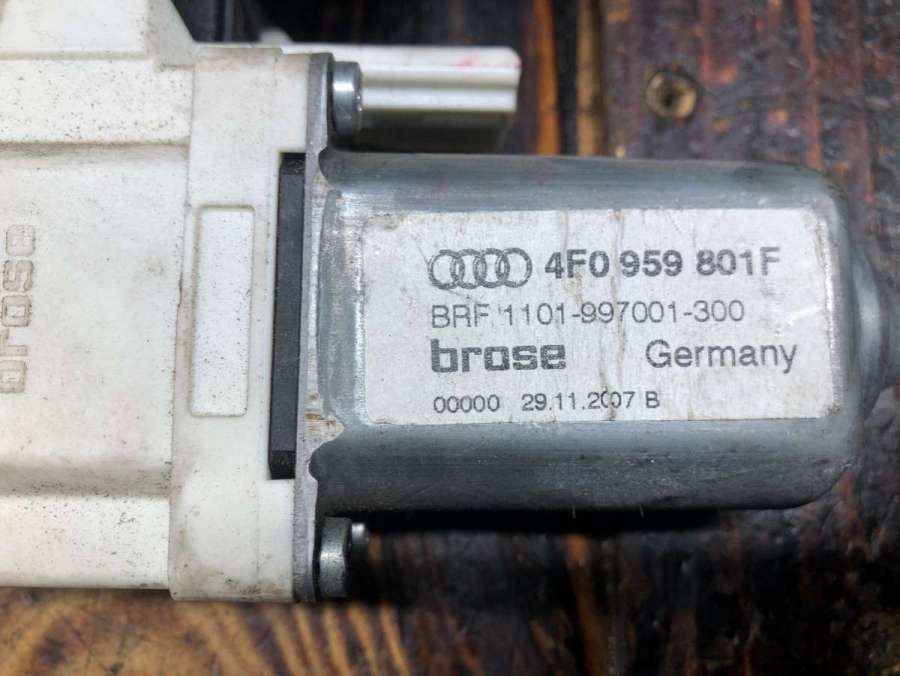 brose
4F0 959 801F
BRF 1101-997001-300
brose Germany
00000 29.11.2007 B